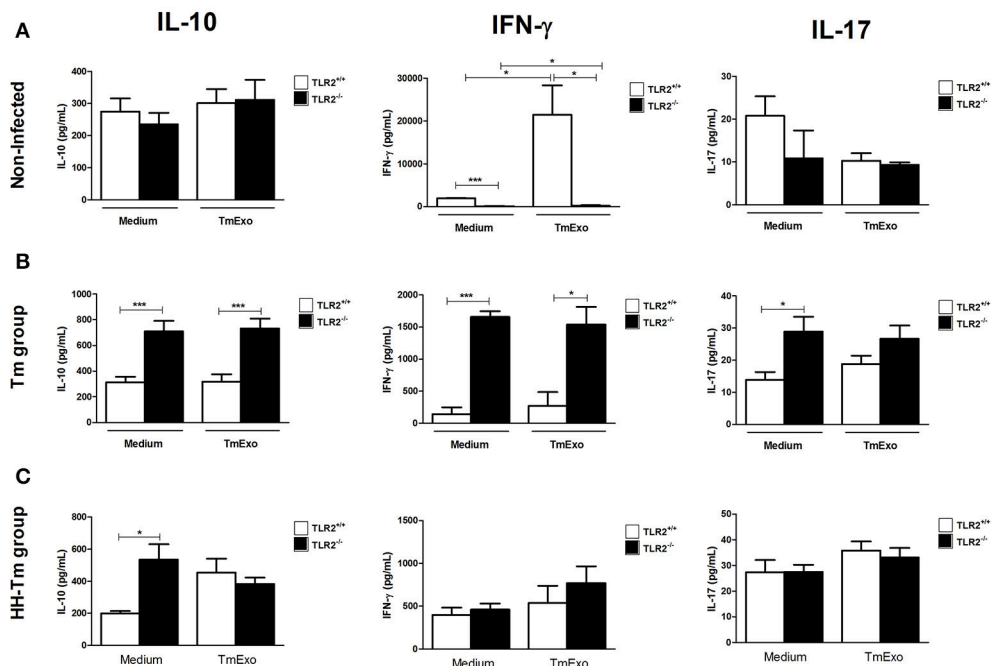 IL-10
IFN-γ
IL-17
A
Non-Infected
IL-10 (pg/mL)
400
300
200
100
0
Medium
TmExo
TLR2+/+
TLR2-/-
IFN-γ (pg/mL)
30000
20000
10000
0
***
*
*
*
Medium
TmExo
TLR2+/+
TLR2-/-
IL-17 (pg/mL)
30
20
10
0
Medium
TmExo
TLR2+/+
TLR2-/-
B
Tm group
IL-10 (pg/mL)
1000
800
600
400
200
0
***
***
Medium
TmExo
TLR2+/+
TLR2-/-
IFN-γ (pg/mL)
2000
1500
1000
500
0
***
*
Medium
TmExo
TLR2+/+
TLR2-/-
IL-17 (pg/mL)
40
30
20
10
0
*
Medium
TmExo
TLR2+/+
TLR2-/-
C
HH-Tm group
IL-10 (pg/mL)
800
600
400
200
0
*
Medium
TmExo
TLR2+/+
TLR2-/-
IFN-γ (pg/mL)
1500
1000
500
0
Medium
TmExo
TLR2+/+
TLR2-/-
IL-17 (pg/mL)
50
40
30
20
10
0
Medium
TmExo
TLR2+/+
TLR2-/-